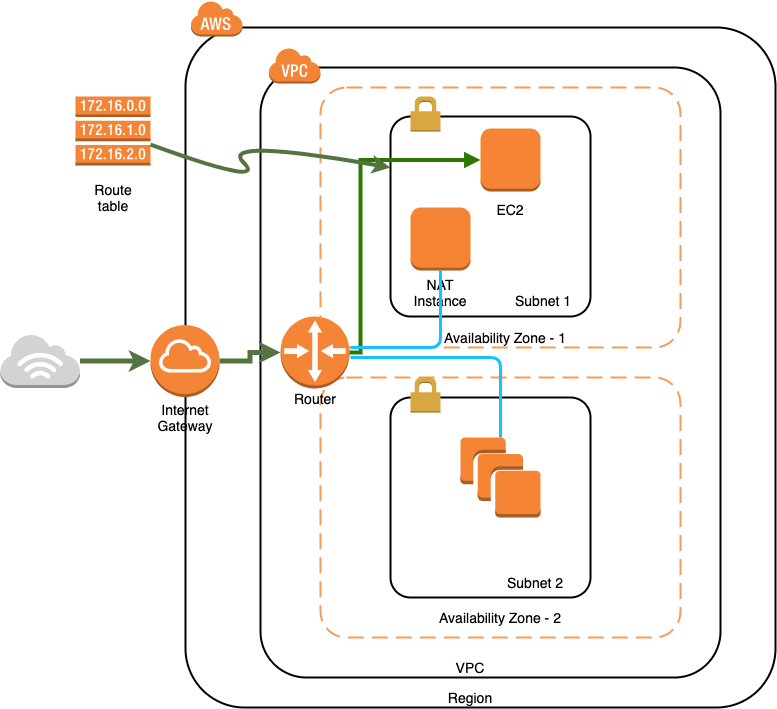 AWS
VPC
172.16.0.0
172.16.1.0
172.16.2.0
Route
table
EC2
NAT
Instance
Subnet 1
Availability Zone - 1
Router
Internet
Gateway
Subnet 2
Availability Zone - 2
VPC
Region